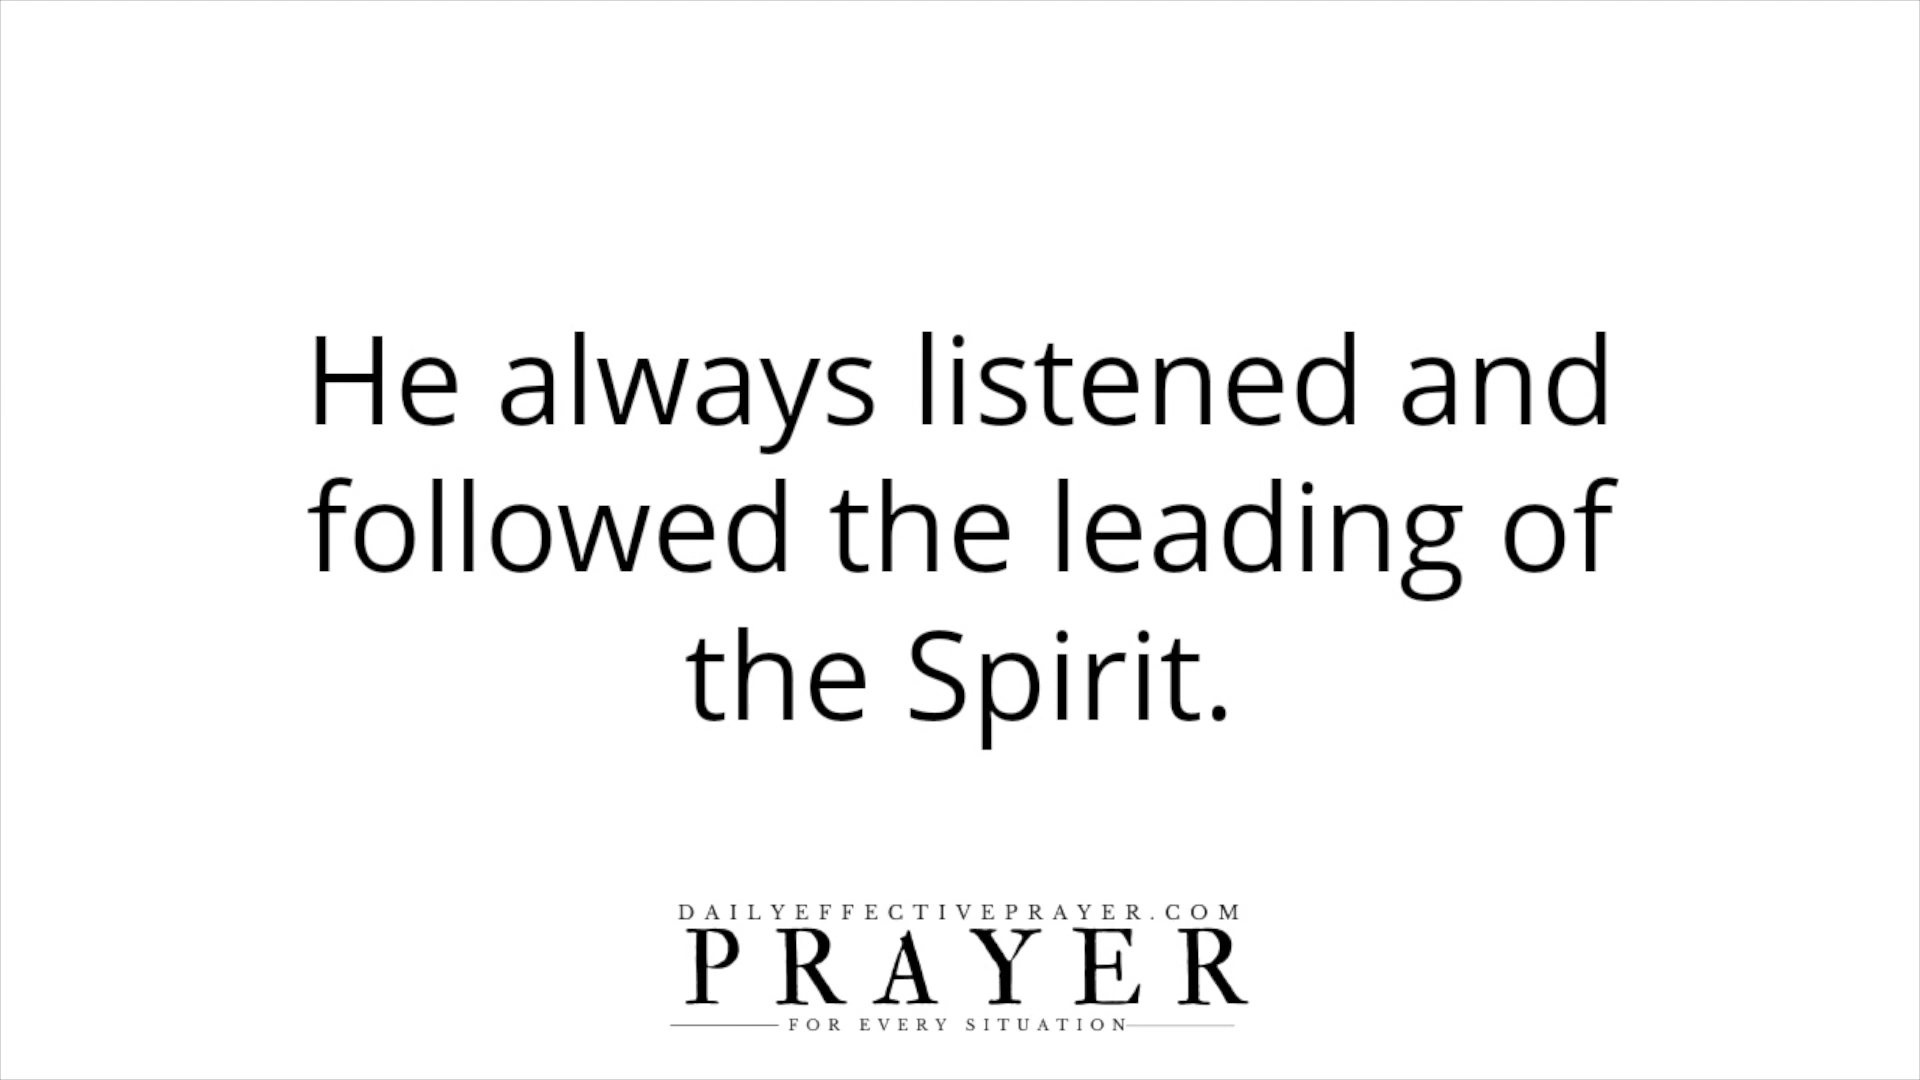 He always listened and
followed the leading of
the Spirit.
DAILYEFFECTIVEPRAYER.COM
PRAYER
FOR EVERY SITUATION